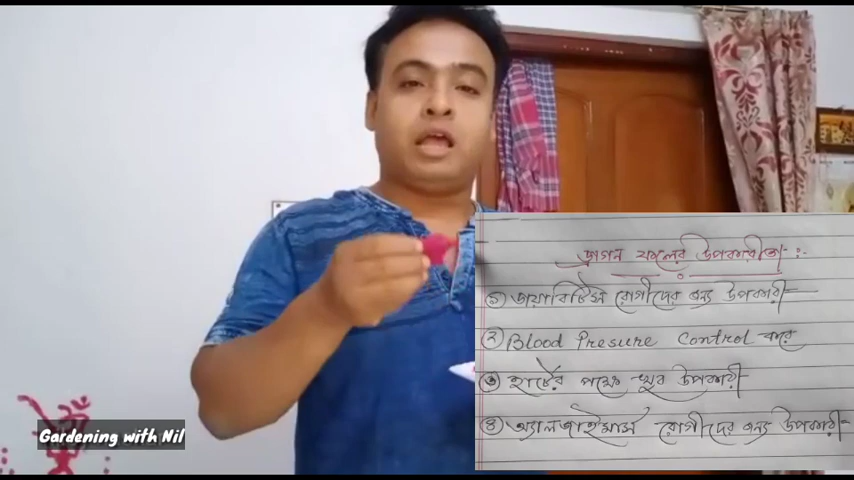 ড্রাগন ফলের উপকারীতা :-
① ডায়াবিটিস রোগীদের জন্য উপকারী
② Blood Presure Control করে
③ হার্টের পক্ষে খুব উপকারী
④ অ্যালজাইমার্স রোগীদের জন্য উপকারী
Gardening with Nil